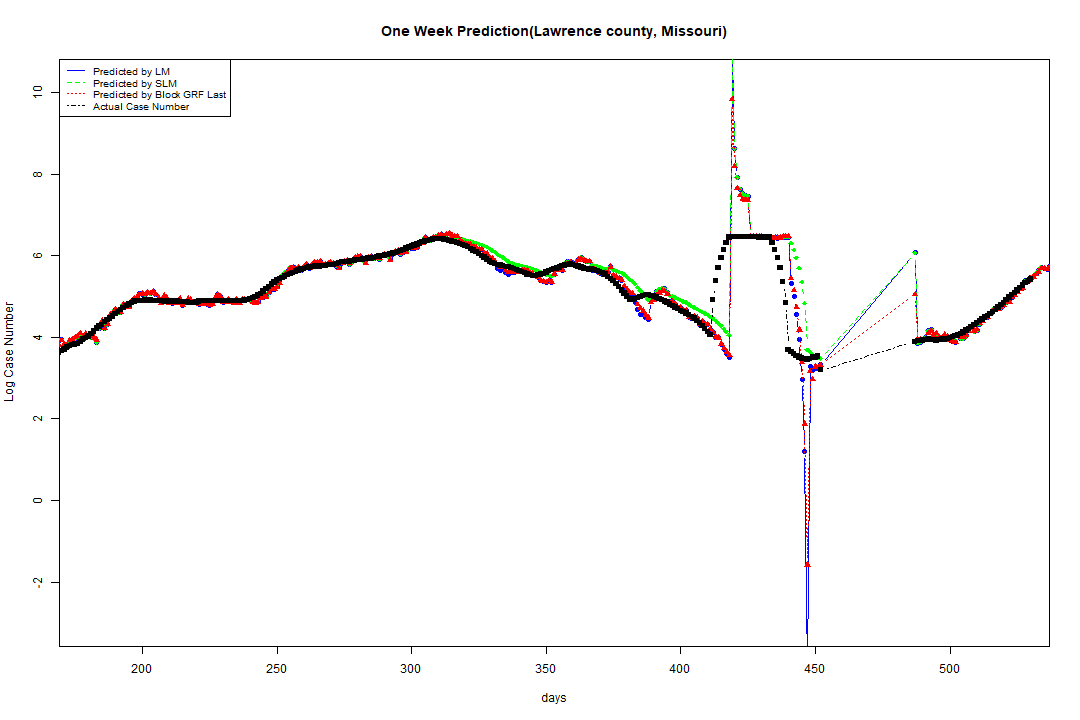 One Week Prediction(Lawrence county, Missouri)
Predicted by LM
Predicted by SLM
Predicted by Block GRF Last
Actual Case Number
Log Case Number
10
8
6
4
2
0
-2
200 250 300 350 400 450 500
days